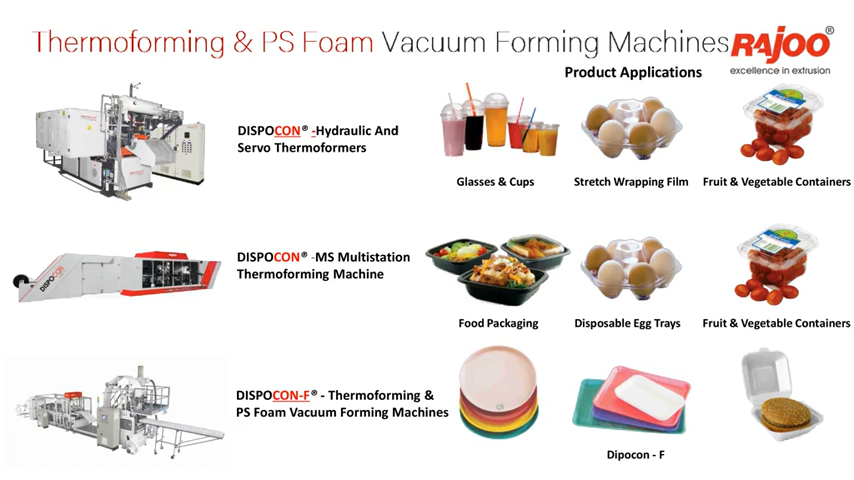 Thermoforming & PS Foam Vacuum Forming Machines
RAJOO®
excellence in extrusion
Product Applications
DISPOCON® -Hydraulic And
Servo Thermoformers
Glasses & Cups
Stretch Wrapping Film
Fruit & Vegetable Containers
DISPOCON
DISPOCON® -MS Multistation
Thermoforming Machine
Food Packaging
Disposable Egg Trays
Fruit & Vegetable Containers
DISPOCON-F® - Thermoforming &
PS Foam Vacuum Forming Machines
Dipocon - F